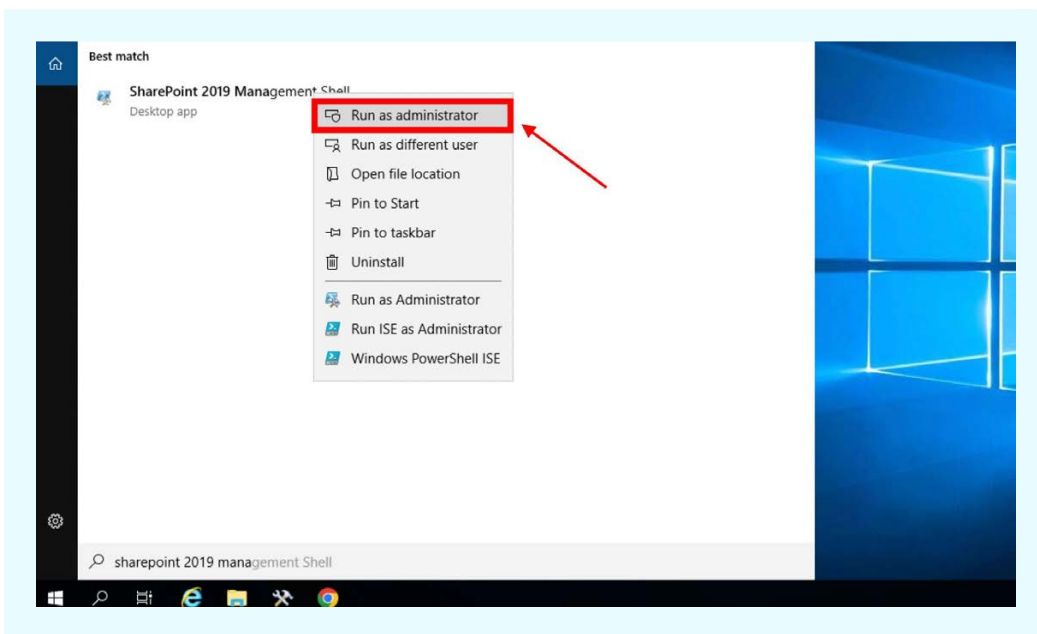 Best match
SharePoint 2019 Management Shell
Desktop app
Run as administrator
Run as different user
Open file location
Pin to Start
Pin to taskbar
Uninstall
Run as Administrator
Run ISE as Administrator
Windows PowerShell ISE
sharepoint 2019 management Shell